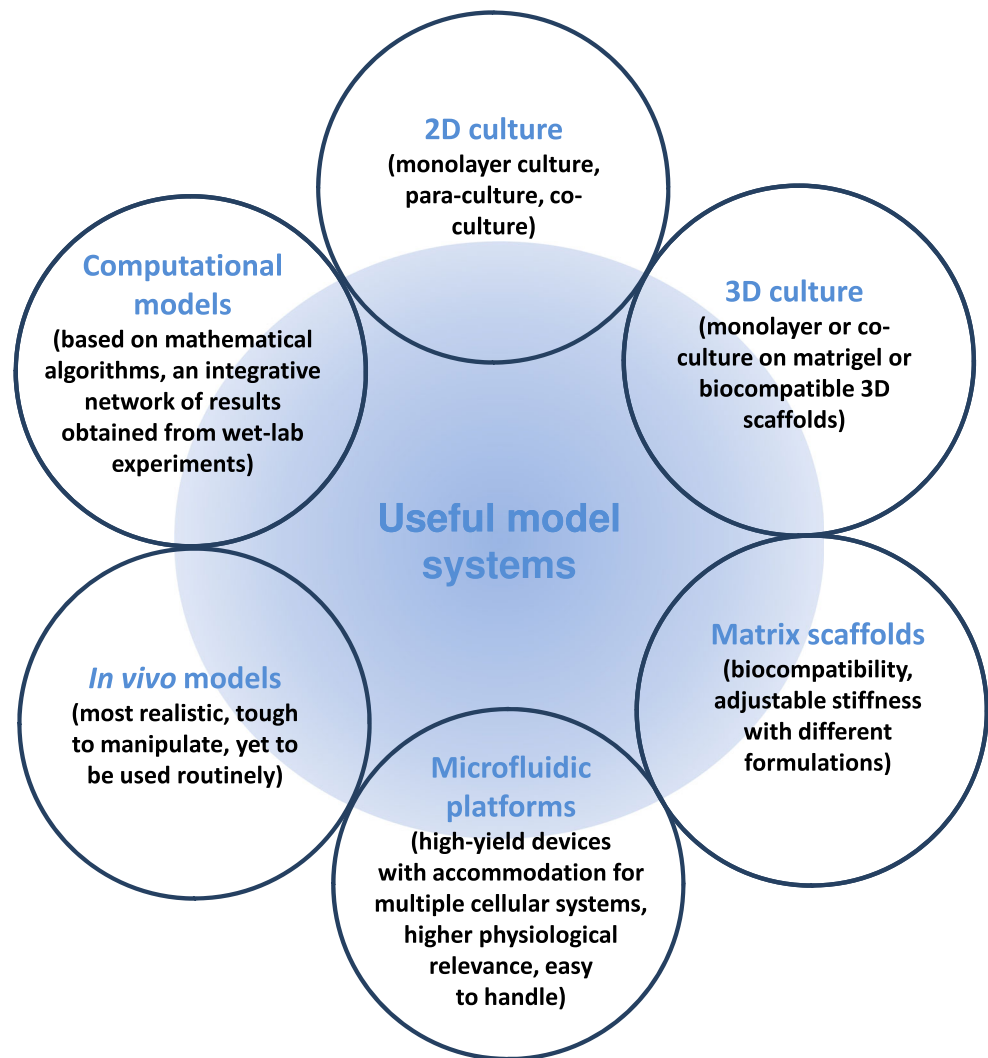 2D culture
(monolayer culture,
para-culture, co-
culture)
Computational
models
(based on mathematical
algorithms, an integrative
network of results
obtained from wet-lab
experiments)
3D culture
(monolayer or co-
culture on matrigel or
biocompatible 3D
scaffolds)
Useful model
systems
In vivo models
(most realistic, tough
to manipulate, yet to
be used routinely)
Matrix scaffolds
(biocompatibility,
adjustable stiffness
with different
formulations)
Microfluidic
platforms
(high-yield devices
with accommodation for
multiple cellular systems,
higher physiological
relevance, easy
to handle)